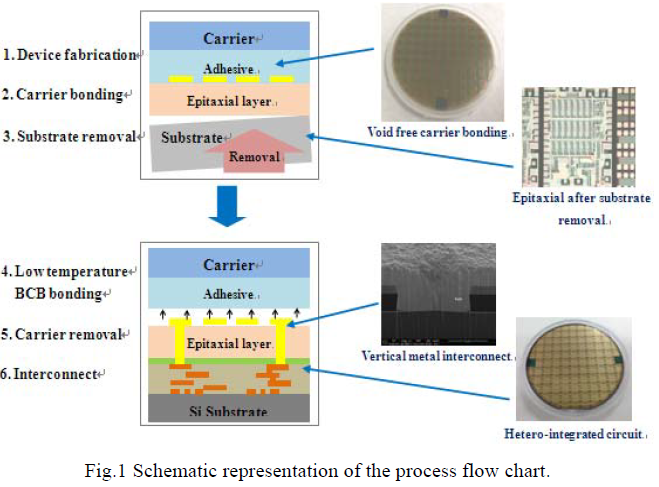 Carrier
1. Device fabrication
Adhesive.
2. Carrier bonding
Epitaxial layer.
3. Substrate removal
Substrate
Removal
Void free carrier bonding.
Epitaxial after substrate
removal.
4. Low temperature
BCB bonding
Carrier
Adhesive.
5. Carrier removal
Epitaxial layer.
Vertical metal interconnect.
6. Interconnect
Si Substrate
Hetero-integrated circuit.
Fig.1 Schematic representation of the process flow chart.